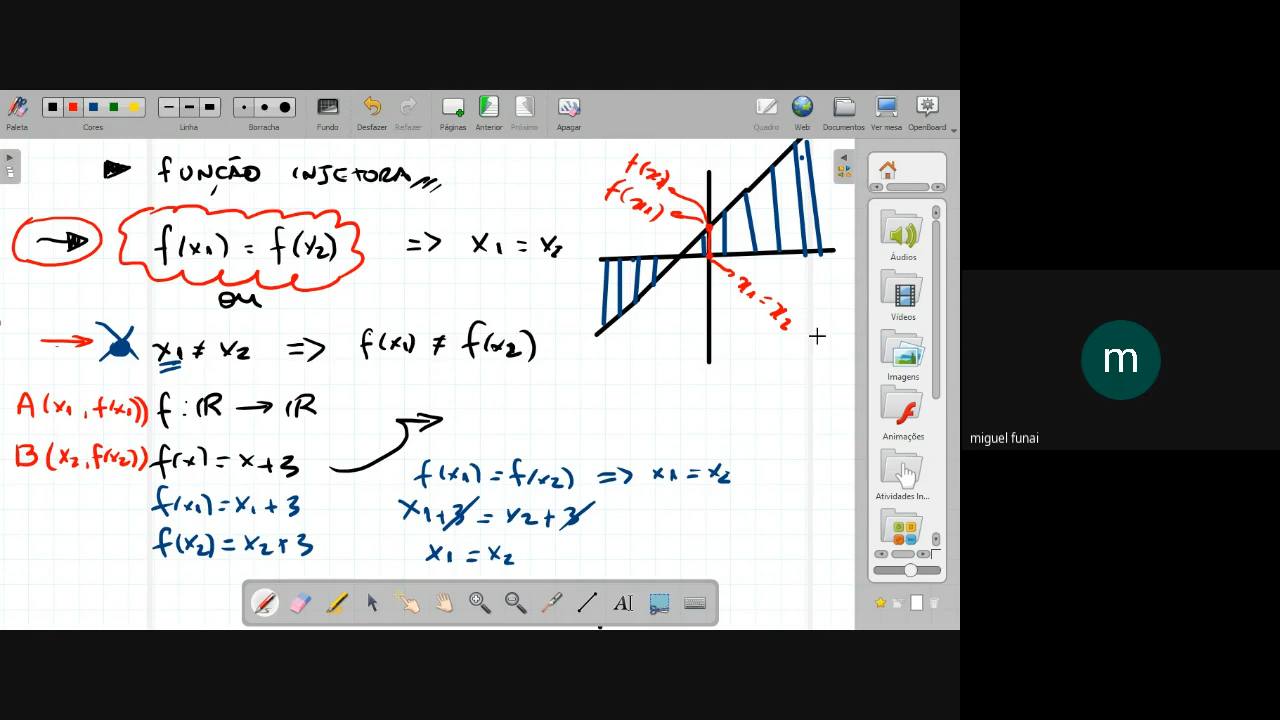 Paleta
Cores
Linha
Borracha
Fundo
Desfazer
Refazer
Páginas
Anterior
Próximo
Apagar
Quadro
Web
Documentos
Ver mesa
OpenBoard
FUNÇÃO INJETORA
f(x1) = f(x2) => x1 = x2
ou
x1 ≠ x2 => f(x1) ≠ f(x2)
A(x1, f(x1)) f: R → R
B(x2, f(x2)) f(x) = x+3
f(x1) = x1 + 3
f(x2) = x2 + 3
f(x1) = f(x2) => x1 = x2
x1 + 3 = x2 + 3
x1 = x2
f(x2)
f(x1)
x1 = x2
Áudios
Vídeos
Imagens
Animações
Atividades In...
AI
m
miguel funai